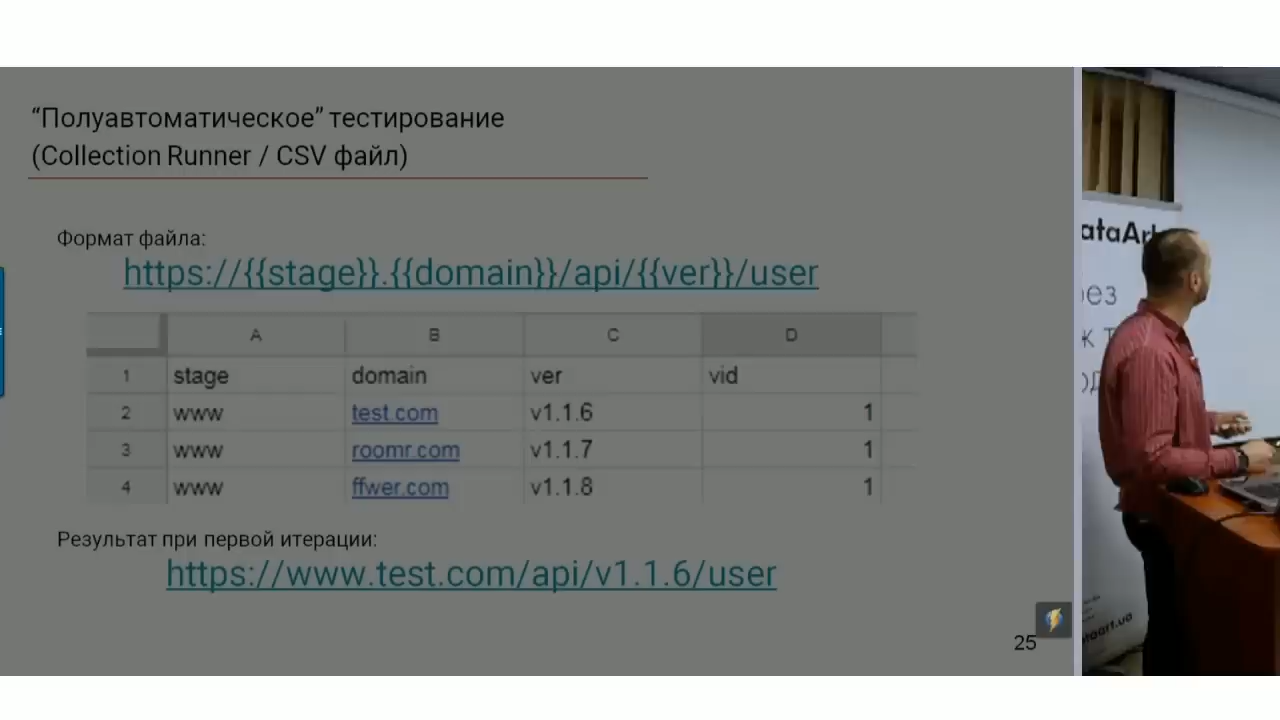 “Полуавтоматическое” тестирование
(Collection Runner / CSV файл)
Формат файла:
https://{{stage}}.{{domain}}/api/{{ver}}/user
A B C D
1 stage domain ver vid
2 www test.com v1.1.6 1
3 www roomr.com v1.1.7 1
4 www ffwer.com v1.1.8 1
Результат при первой итерации:
https://www.test.com/api/v1.1.6/user
25
ataArt